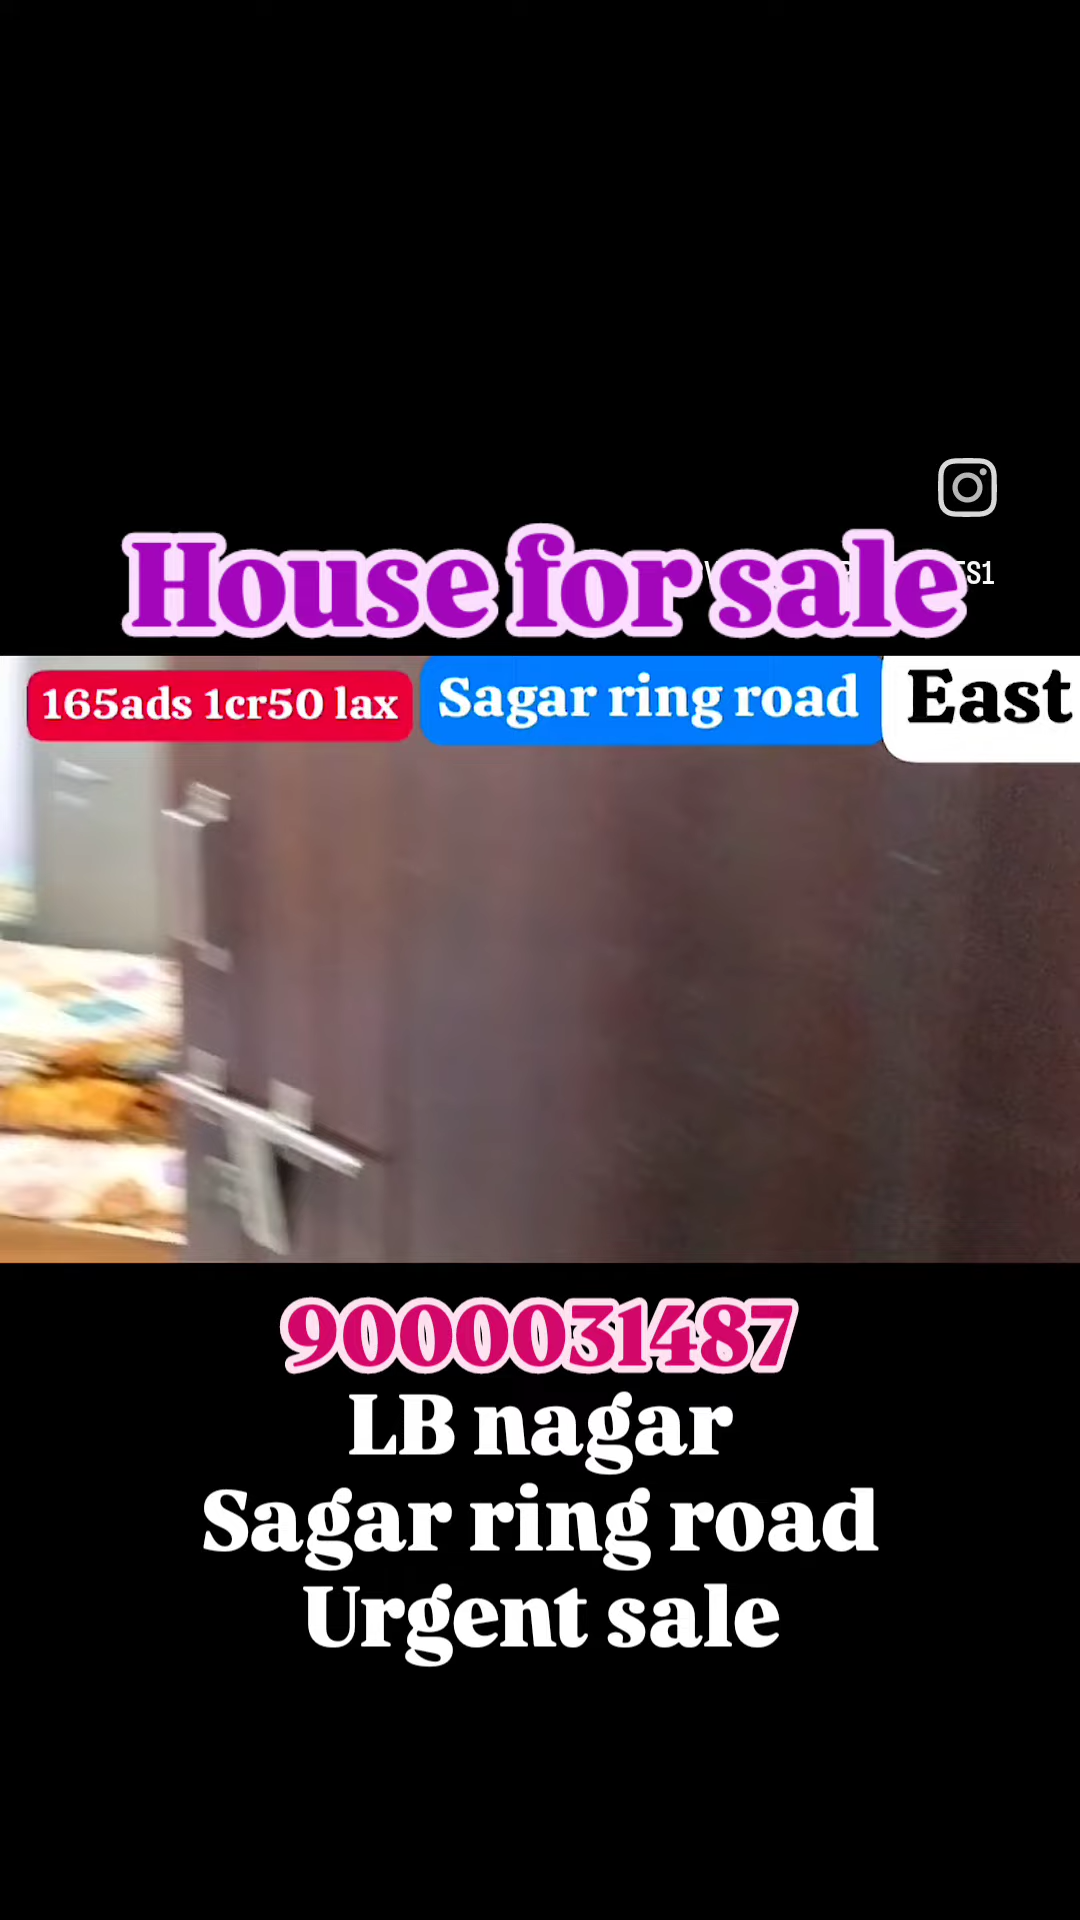 House for sale
165ads 1cr50 lax
Sagar ring road
East
9000031487
LB nagar
Sagar ring road
Urgent sale